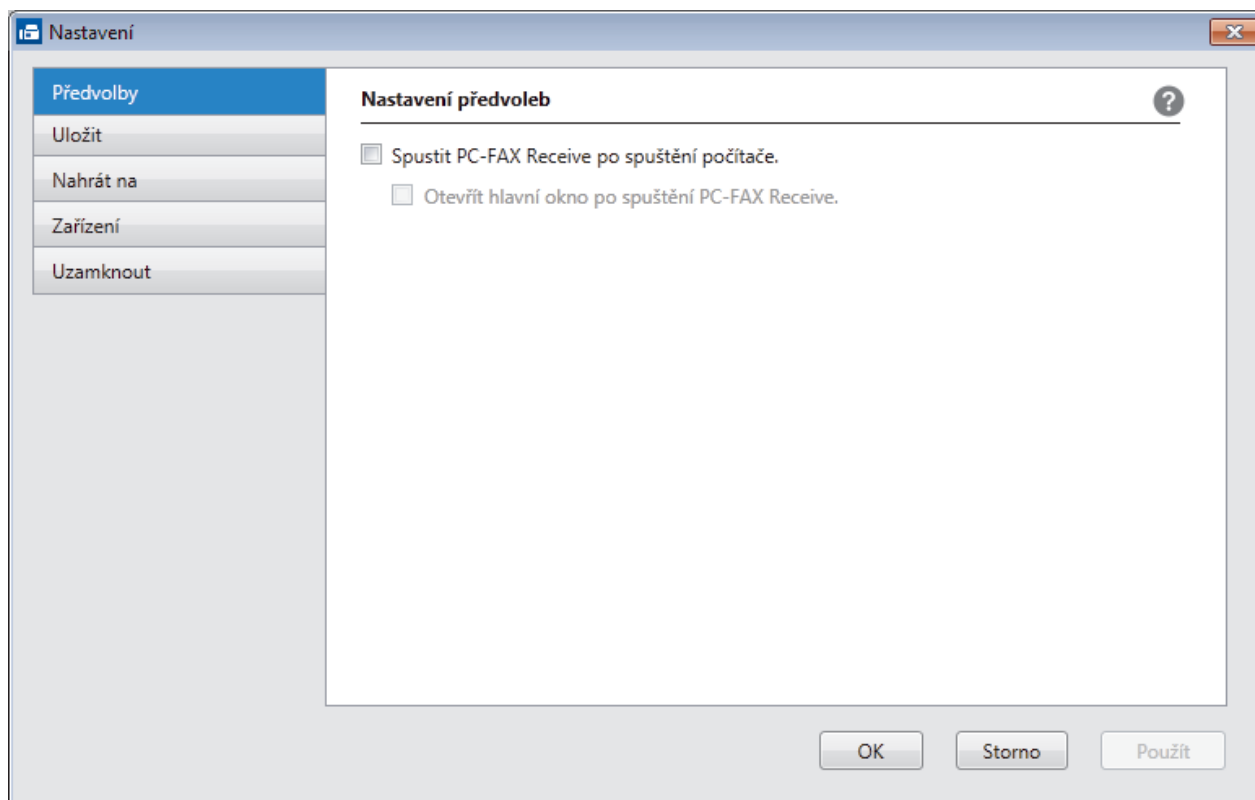 Nastavení
Předvolby
Uložit
Nahrát na
Zařízení
Uzamknout
Nastavení předvoleb
?
Spustit PC-FAX Receive po spuštění počítače.
Otevřít hlavní okno po spuštění PC-FAX Receive.
OK
Storno
Použít